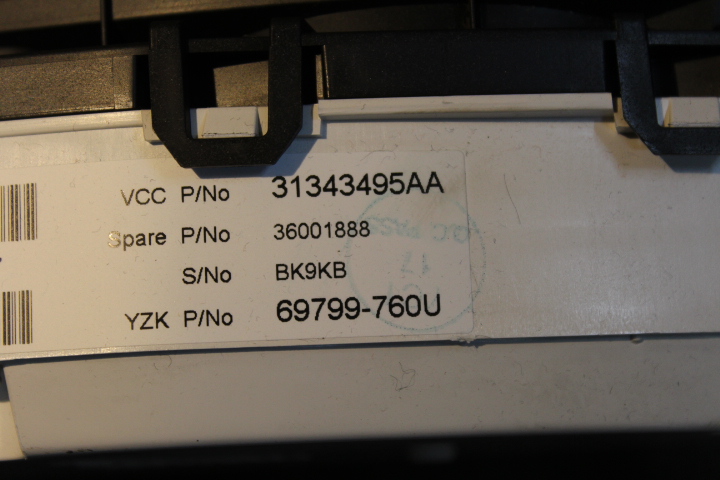 VCC P/No 31343495AA
Spare P/No 36001888
S/No BK9KB
YZK P/No 69799-760U